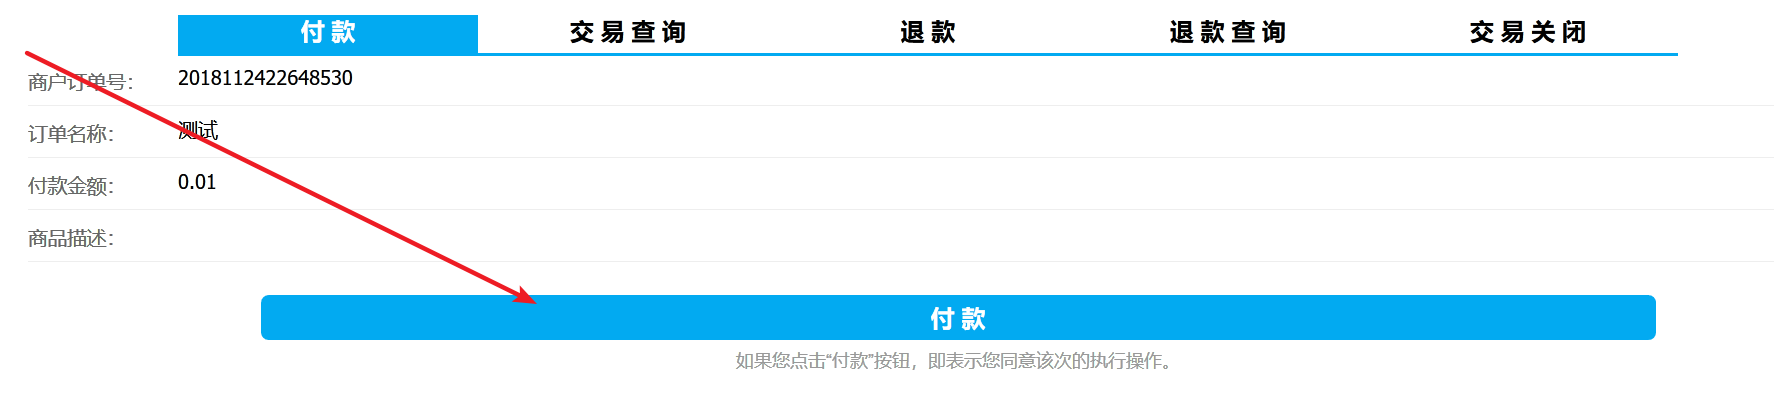 付 款 交 易 查 询 退 款 退 款 查 询 交 易 关 闭
商户订单号： 2018112422648530
订单名称： 测试
付款金额： 0.01
商品描述：
付 款
如果您点击“付款”按钮，即表示您同意该次的执行操作。